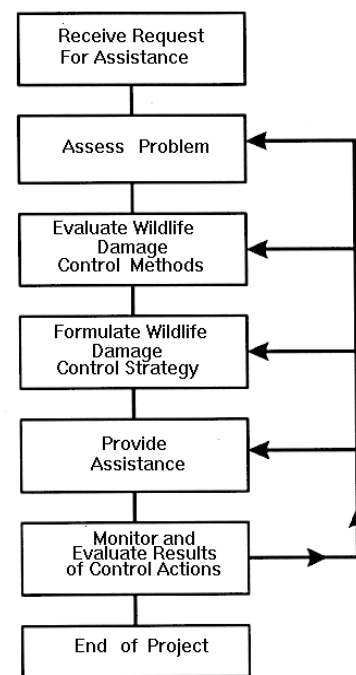 Receive Request
For Assistance
Assess Problem
Evaluate Wildlife
Damage
Control Methods
Formulate Wildlife
Damage
Control Strategy
Provide
Assistance
Monitor and
Evaluate Results
of Control Actions
End of Project